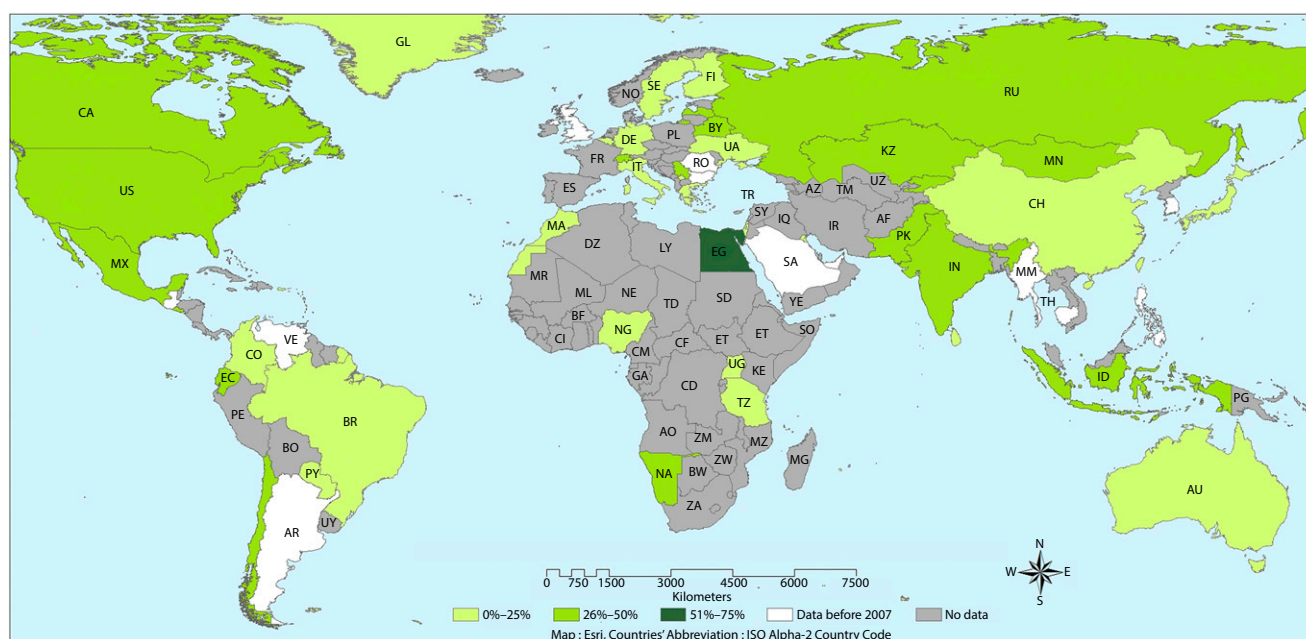 GL
CA
US
MX
VE
CO
EC
PE
BR
BO
PY
UY
AR
NO
SE
FI
RU
DE
PL
BY
UA
FR
IT
RO
ES
KZ
MN
UZ
AZ
TM
TR
SY
IQ
IR
AF
CH
MA
DZ
LY
EG
SA
PK
IN
MM
TH
YE
MR
ML
NE
TD
SD
BF
NG
CI
CM
CF
ET
ET
SO
GA
CD
UG
KE
TZ
AO
ZM
MZ
ZW
MG
NA
BW
ZA
ID
PG
AU
N
W E
S
0 750 1500 3000 4500 6000 7500
Kilometers
0%–25% 26%–50% 51%–75% Data before 2007 No data
Map : Esri, Countries' Abbreviation : ISO Alpha-2 Country Code